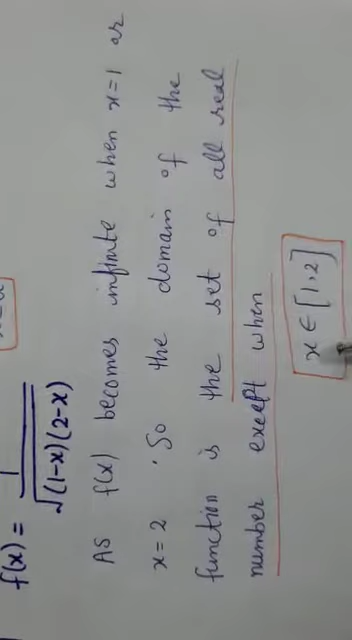 f(x) = 1/√(1-x)(2-x)
AS f(x) becomes infinite when x=1 or
x=2 . So the domain of the
function is the set of all real
number except when
x ∈ [1,2]